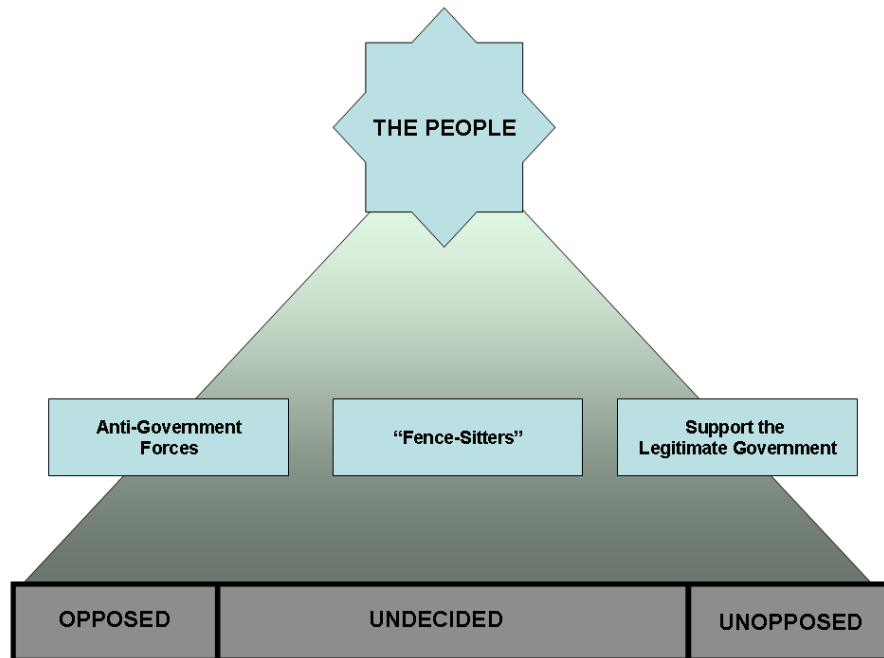 THE PEOPLE
Anti-Government
Forces
“Fence-Sitters”
Support the
Legitimate Government
OPPOSED
UNDECIDED
UNOPPOSED